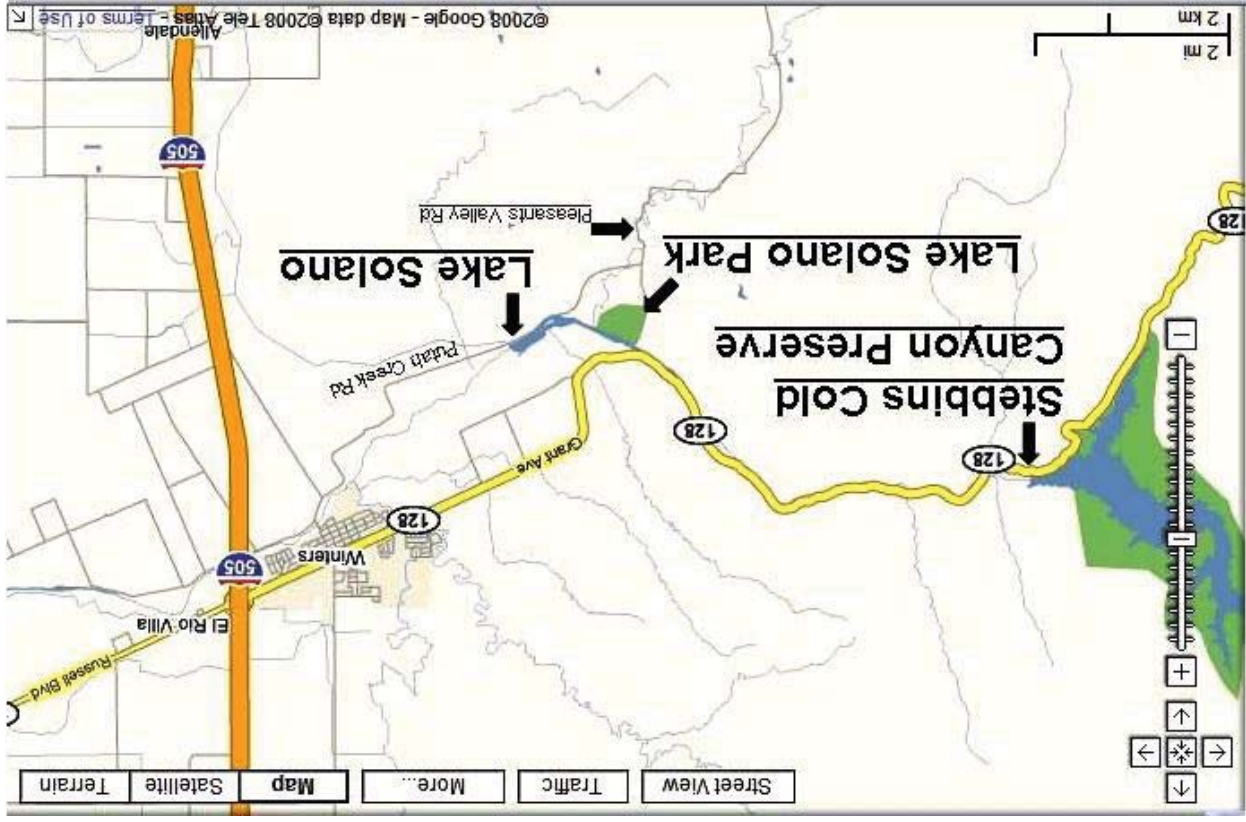 Street View
Traffic
More...
Map
Satellite
Terrain
Russell Blvd
El Rio Villa
505
Winters
128
Grant Ave
128
128
Stebbins Cold
Canyon Preserve
Putah Creek Rd
Lake Solano Park
Lake Solano
128
Pleasants Valley Rd
505
2 mi
2 km
Allendale
©2008 Google - Map data ©2008 Tele Atlas - Terms of Use